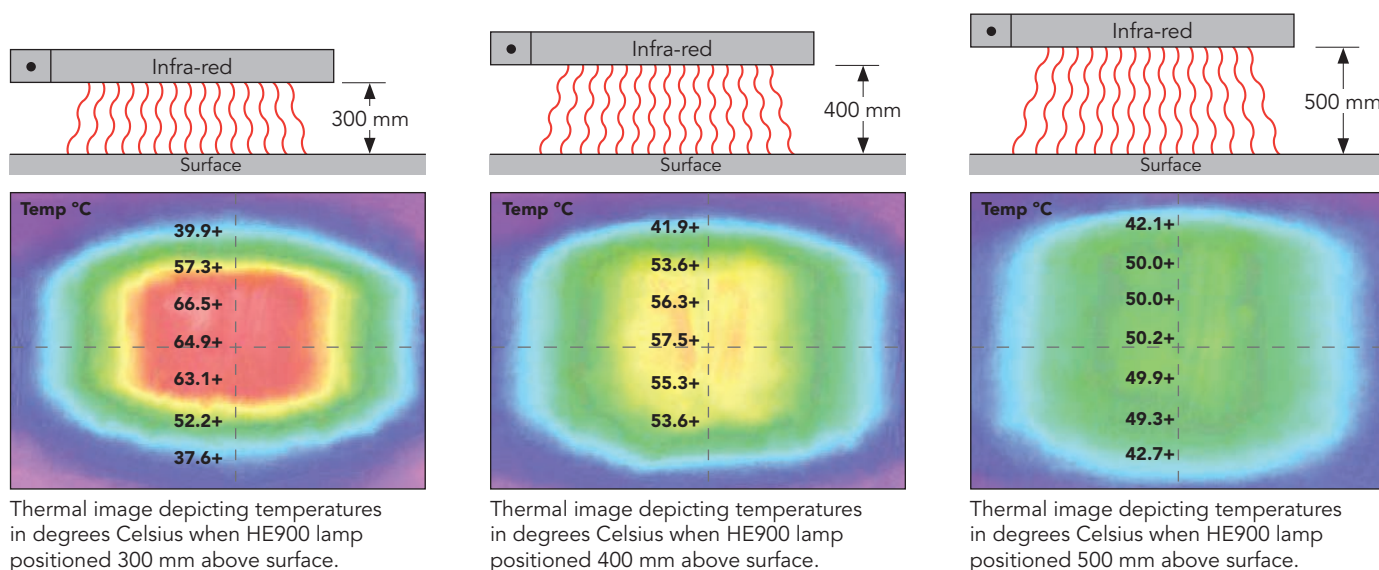 Infra-red
300 mm
Surface
Temp °C
39.9+
57.3+
66.5+
64.9+
63.1+
52.2+
37.6+
Thermal image depicting temperatures
in degrees Celsius when HE900 lamp
positioned 300 mm above surface.
Infra-red
400 mm
Surface
Temp °C
41.9+
53.6+
56.3+
57.5+
55.3+
53.6+
Thermal image depicting temperatures
in degrees Celsius when HE900 lamp
positioned 400 mm above surface.
Infra-red
500 mm
Surface
Temp °C
42.1+
50.0+
50.0+
50.2+
49.9+
49.3+
42.7+
Thermal image depicting temperatures
in degrees Celsius when HE900 lamp
positioned 500 mm above surface.